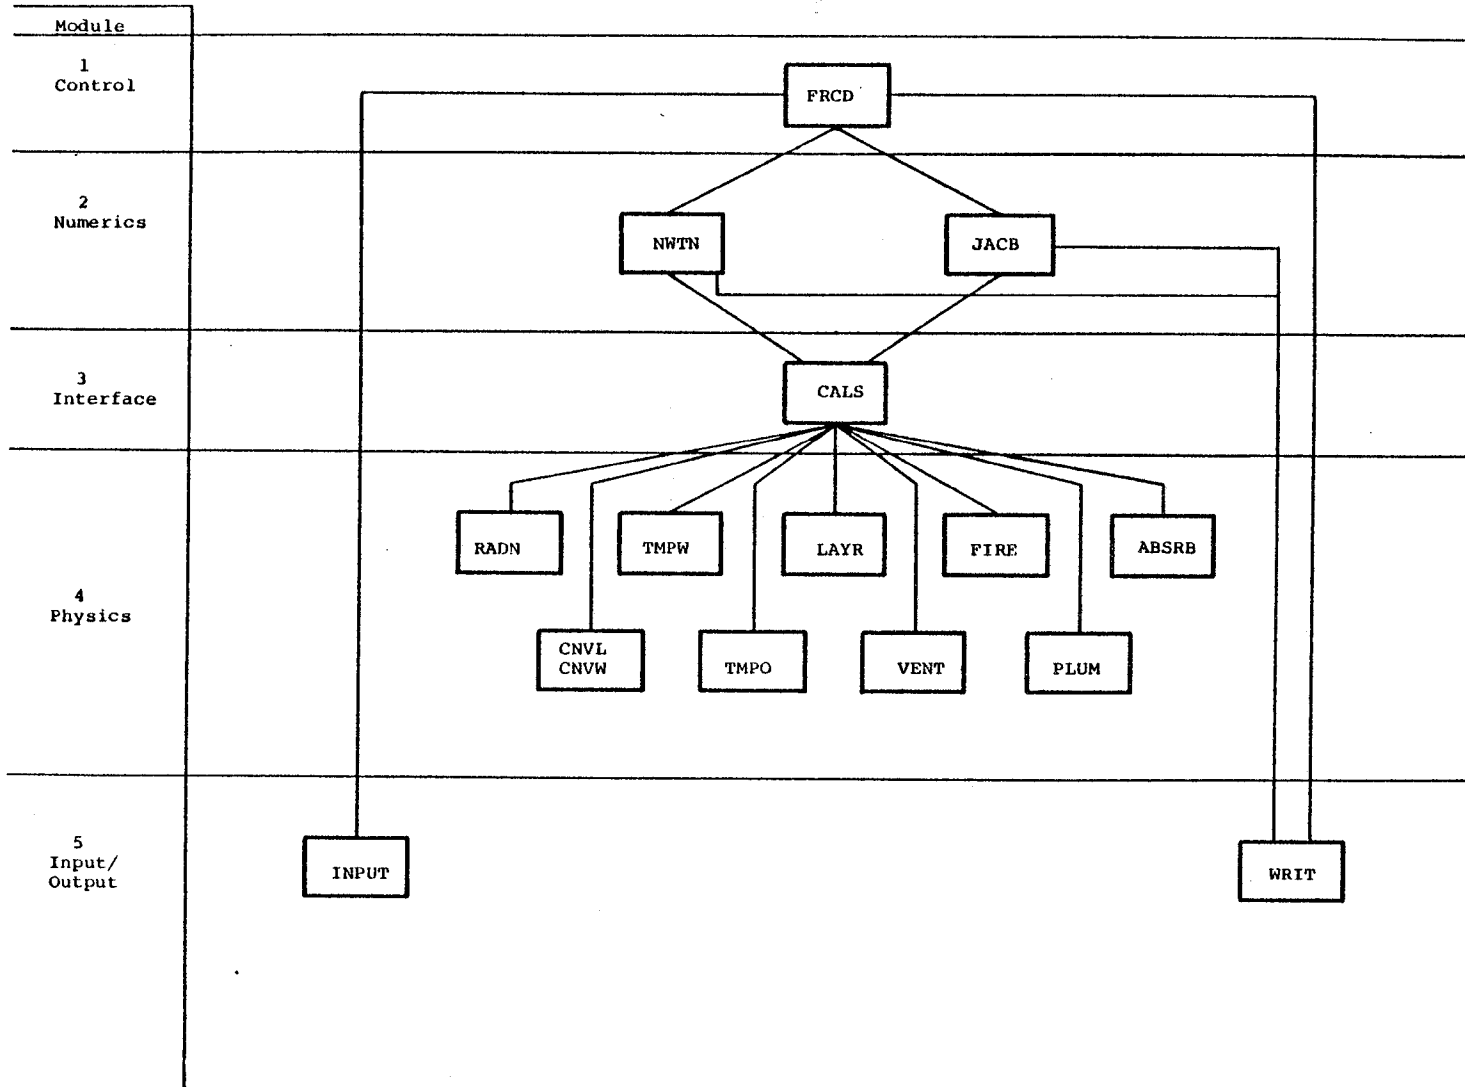 Module
1
Control
FRCD
2
Numerics
NWTN
JACB
3
Interface
CALS
4
Physics
RADN
TMPW
LAYR
FIRE
ABSRB
CNVL
CNVW
TMPO
VENT
PLUM
5
Input/
Output
INPUT
WRIT